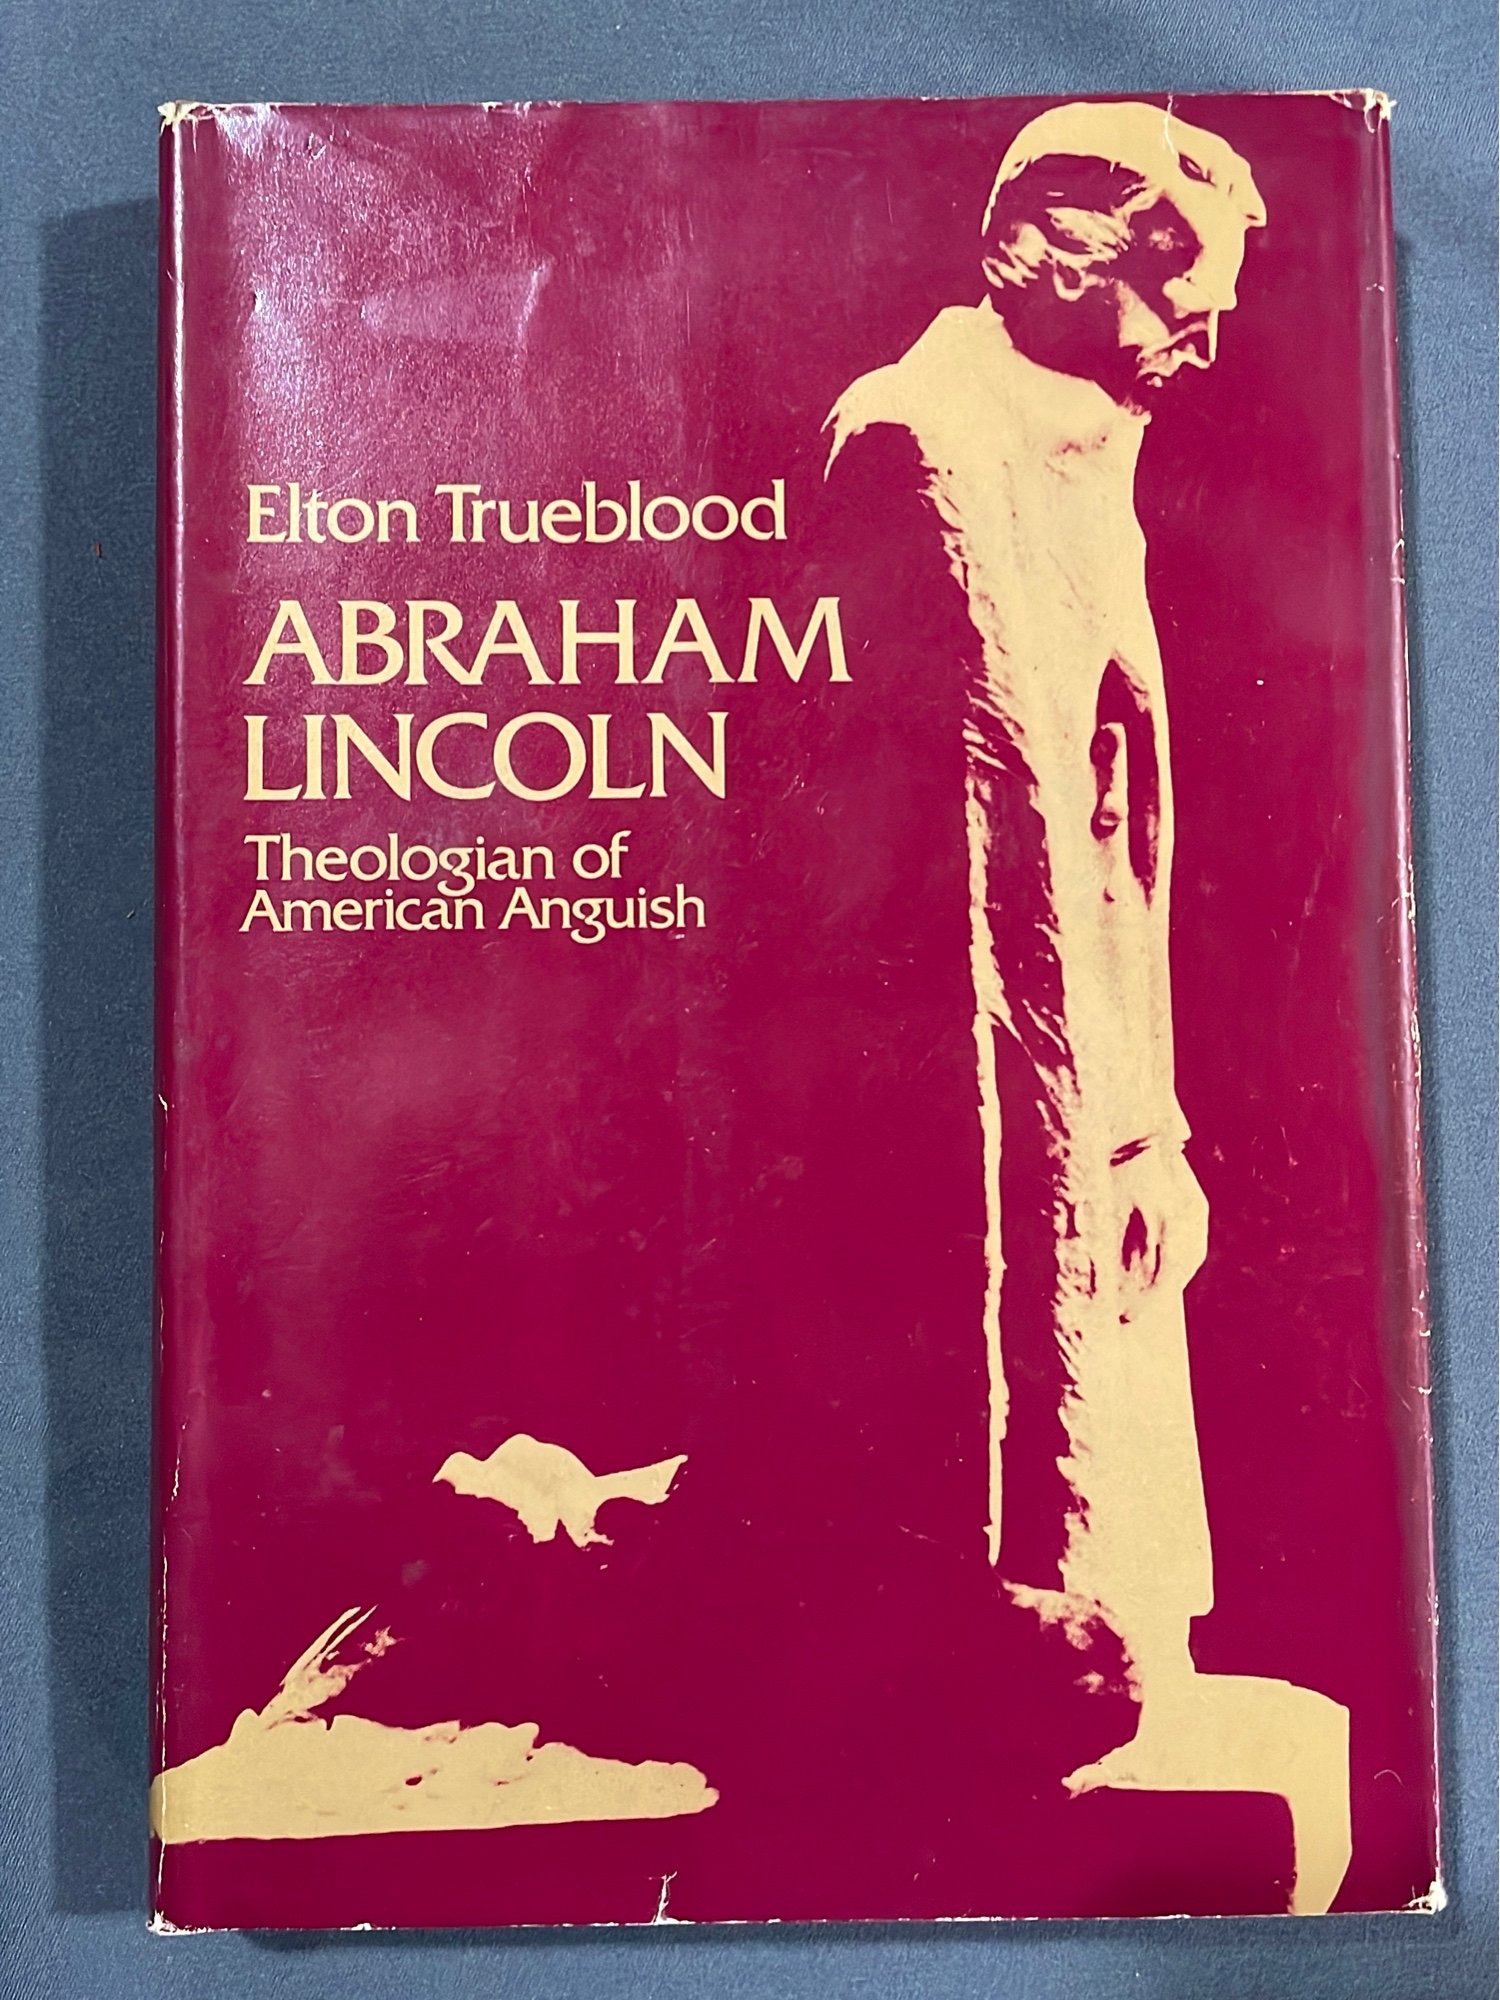 Elton Trueblood
ABRAHAM
LINCOLN
Theologian of
American Anguish